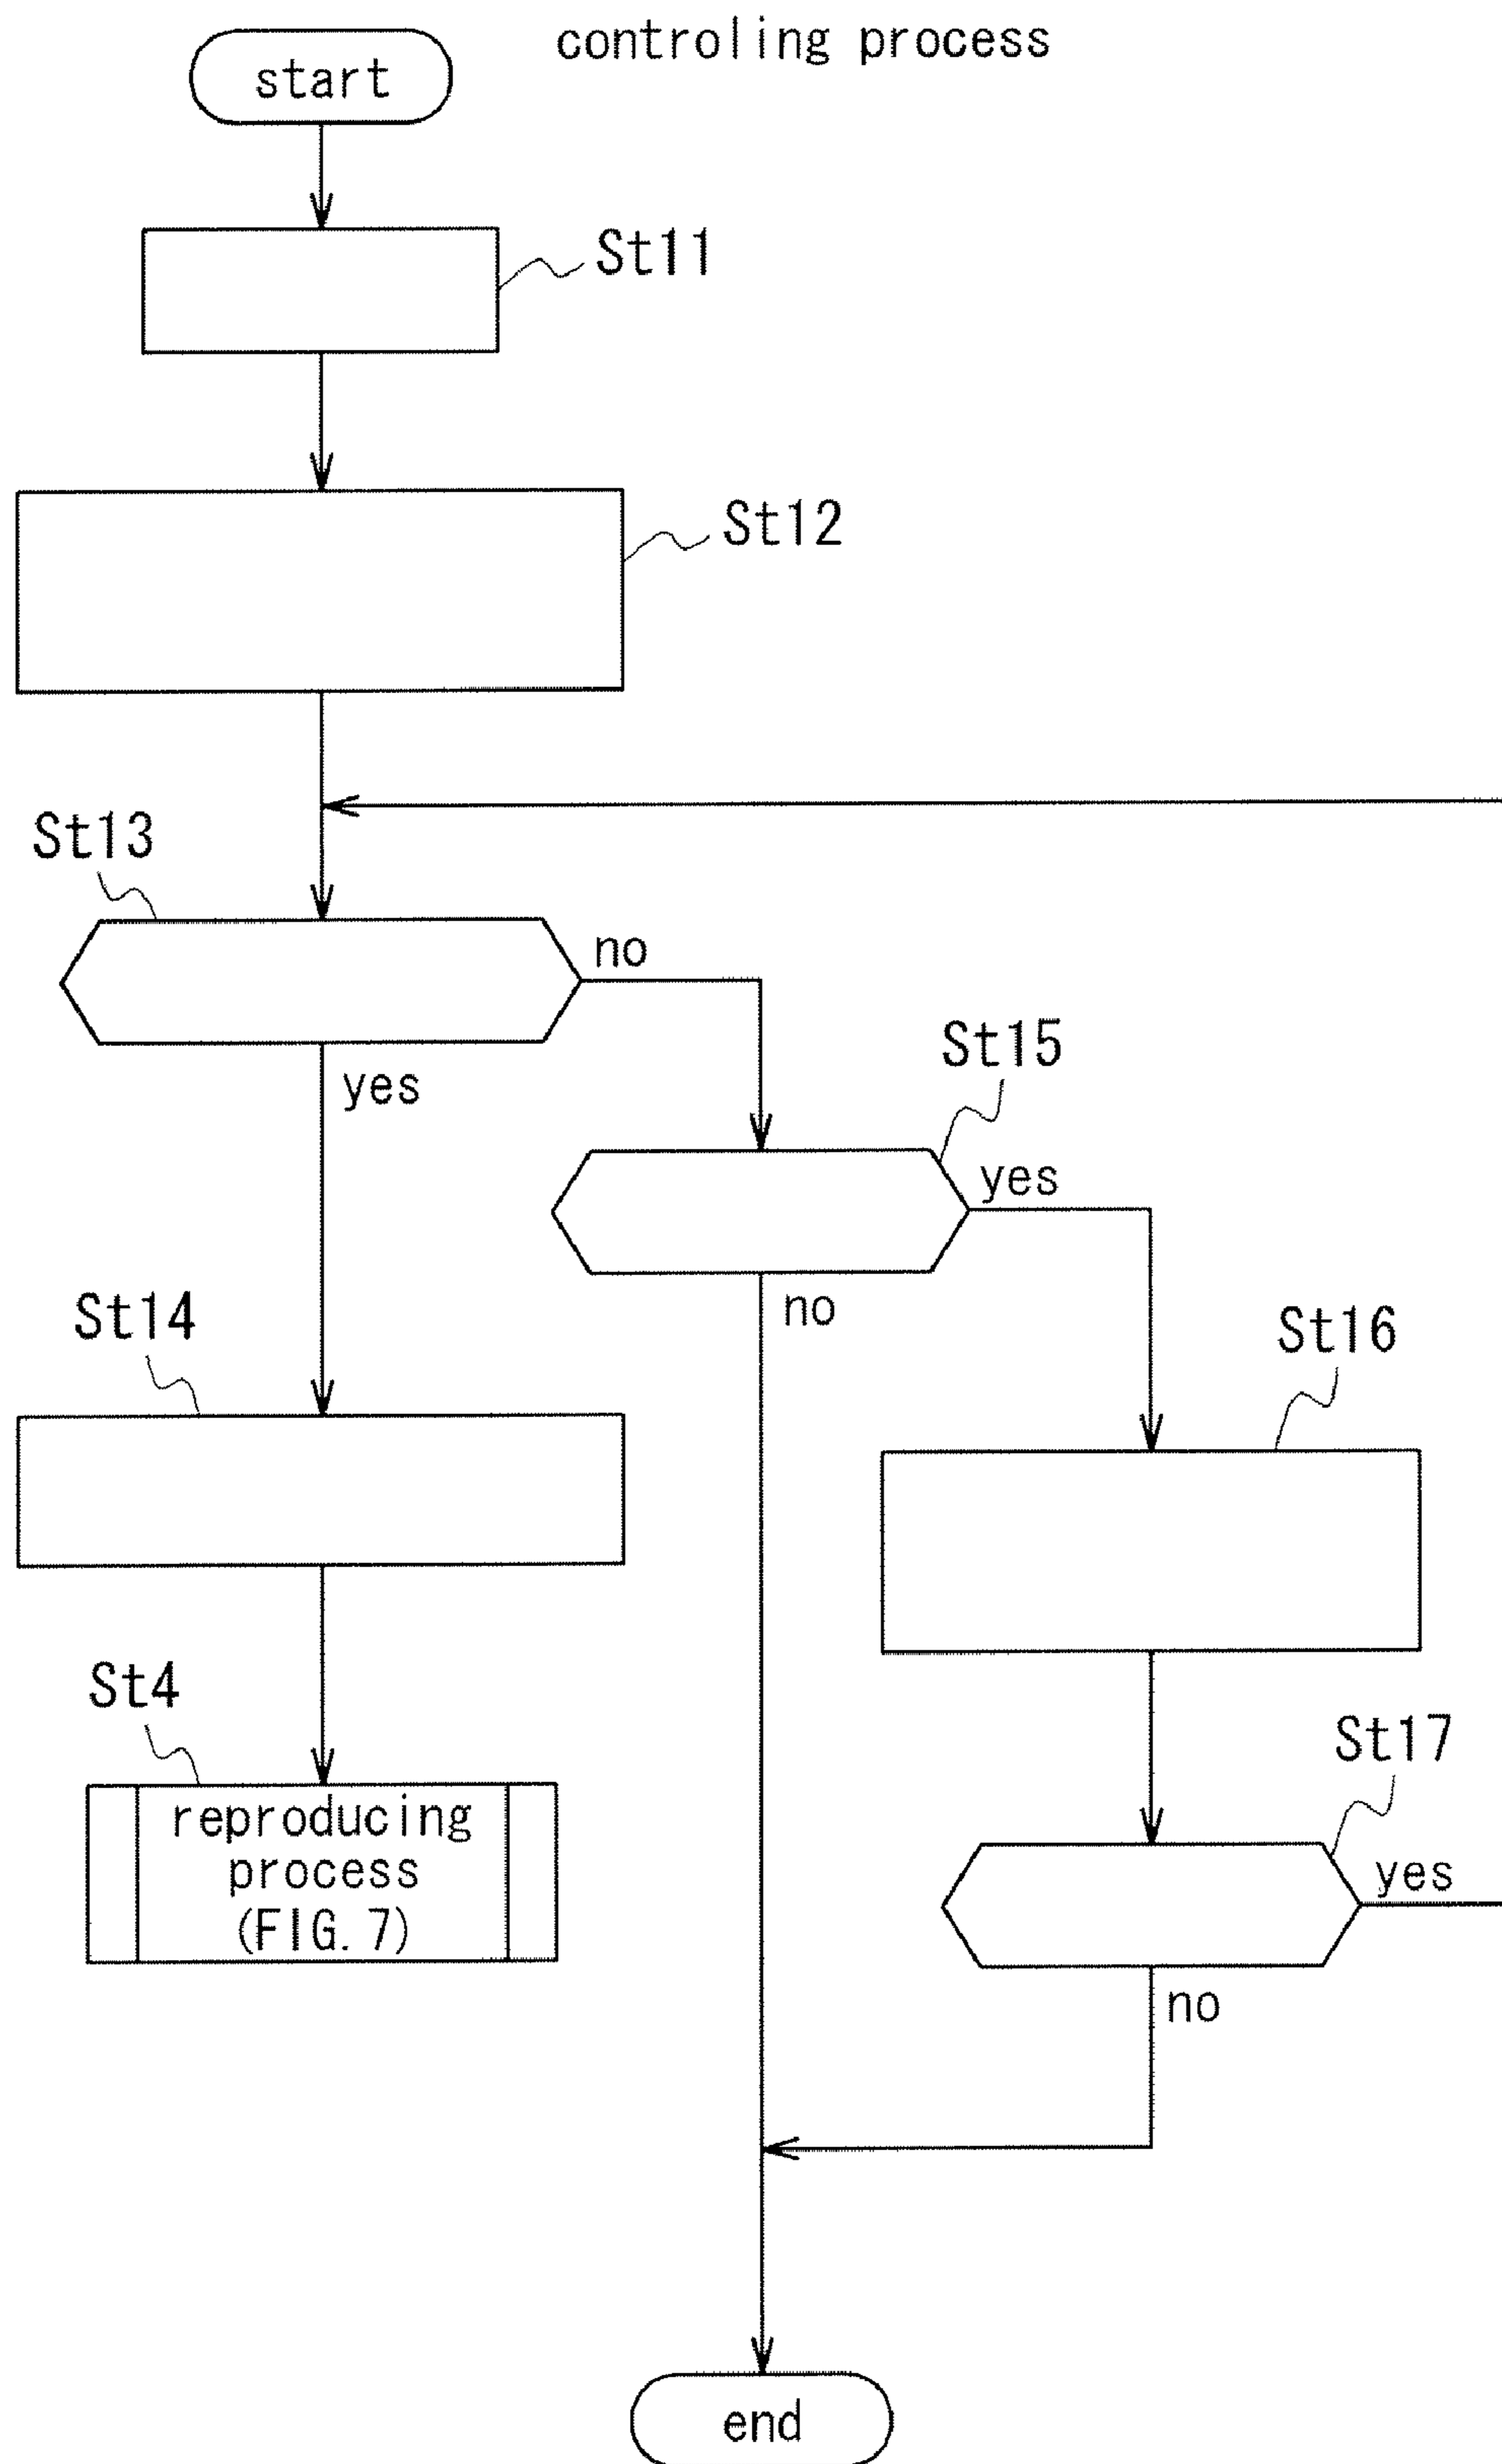 controling process
start
St11
St12
St13
no
yes
St15
yes
no
St14
St16
St4
reproducing
process
(FIG. 7)
St17
yes
no
end